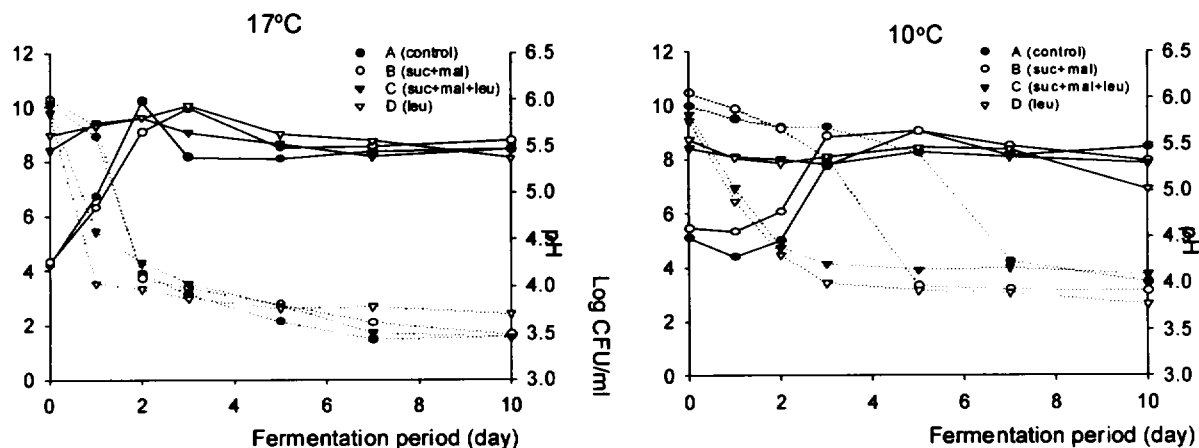 17°C
12
10
8
6
4
2
0
6.5
6.0
5.5
5.0
4.5
4.0
3.5
3.0
pH
A (control)
B (suc+mal)
C (suc+mal+leu)
D (leu)
0 2 4 6 8 10
Fermentation period (day)
10°C
Log CFU/ml
12
10
8
6
4
2
0
6.5
6.0
5.5
5.0
4.5
4.0
3.5
3.0
pH
A (control)
B (suc+mal)
C (suc+mal+leu)
D (leu)
0 2 4 6 8 10
Fermentation period (day)